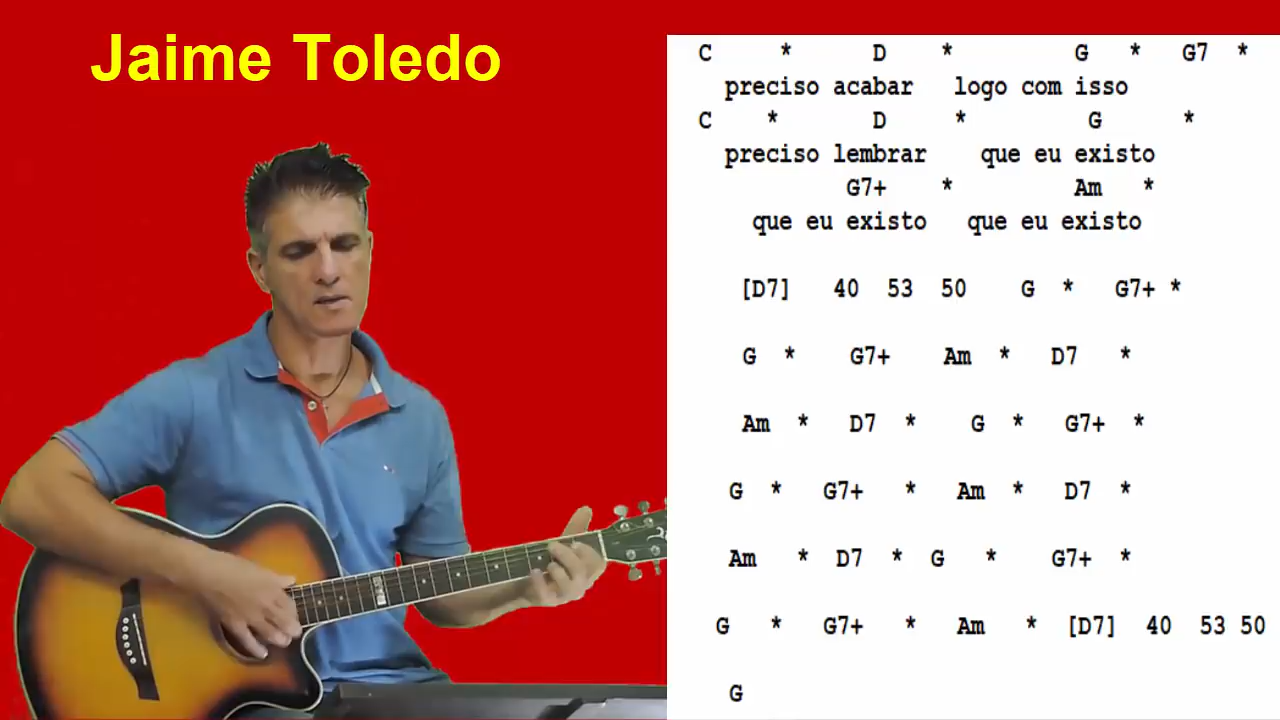 Jaime Toledo
C * D * G * G7 *
preciso acabar logo com isso
C * D * G *
preciso lembrar que eu existo
G7+ * Am *
que eu existo que eu existo
[D7] 40 53 50 G * G7+ *
G * G7+ Am * D7 *
Am * D7 * G * G7+ *
G * G7+ * Am * D7 *
Am * D7 * G * G7+ *
G * G7+ * Am * [D7] 40 53 50
G